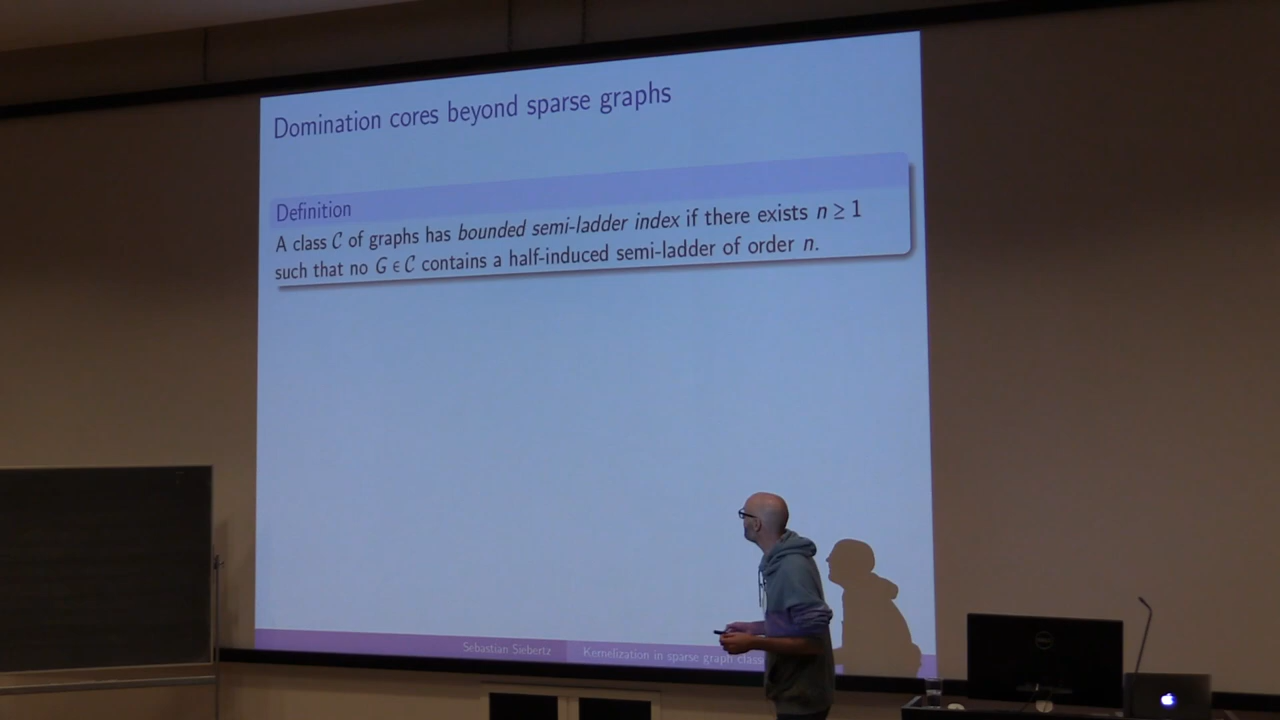 Domination cores beyond sparse graphs
Definition
A class 𝒞 of graphs has bounded semi-ladder index if there exists n ≥ 1
such that no G ∈ 𝒞 contains a half-induced semi-ladder of order n.
Sebastian Siebertz Kernelization in sparse graph class
DELL